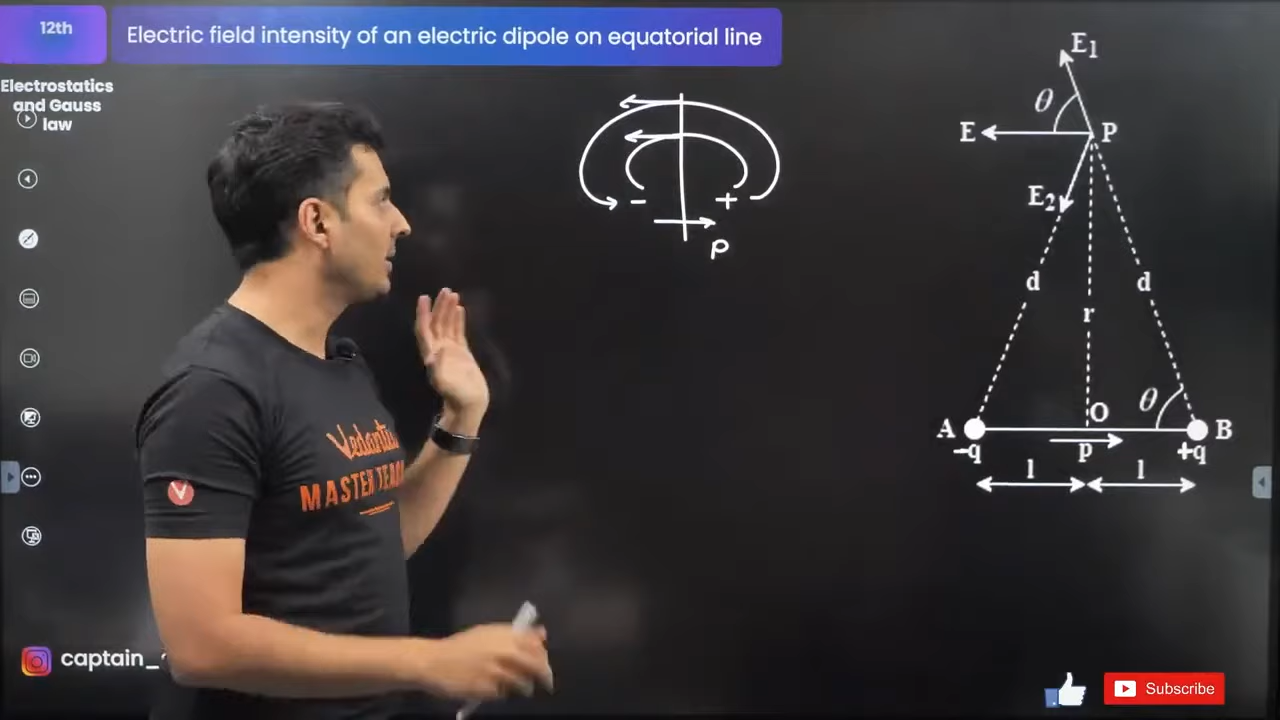 12th
Electric field intensity of an electric dipole on equatorial line
Electrostatics
and Gauss
law
- +
p
E₁
θ
E P
E₂
d d
r
O θ
A B
-q p +q
l l
Vedantu
MASTER TEAC
V
captain_
Subscribe